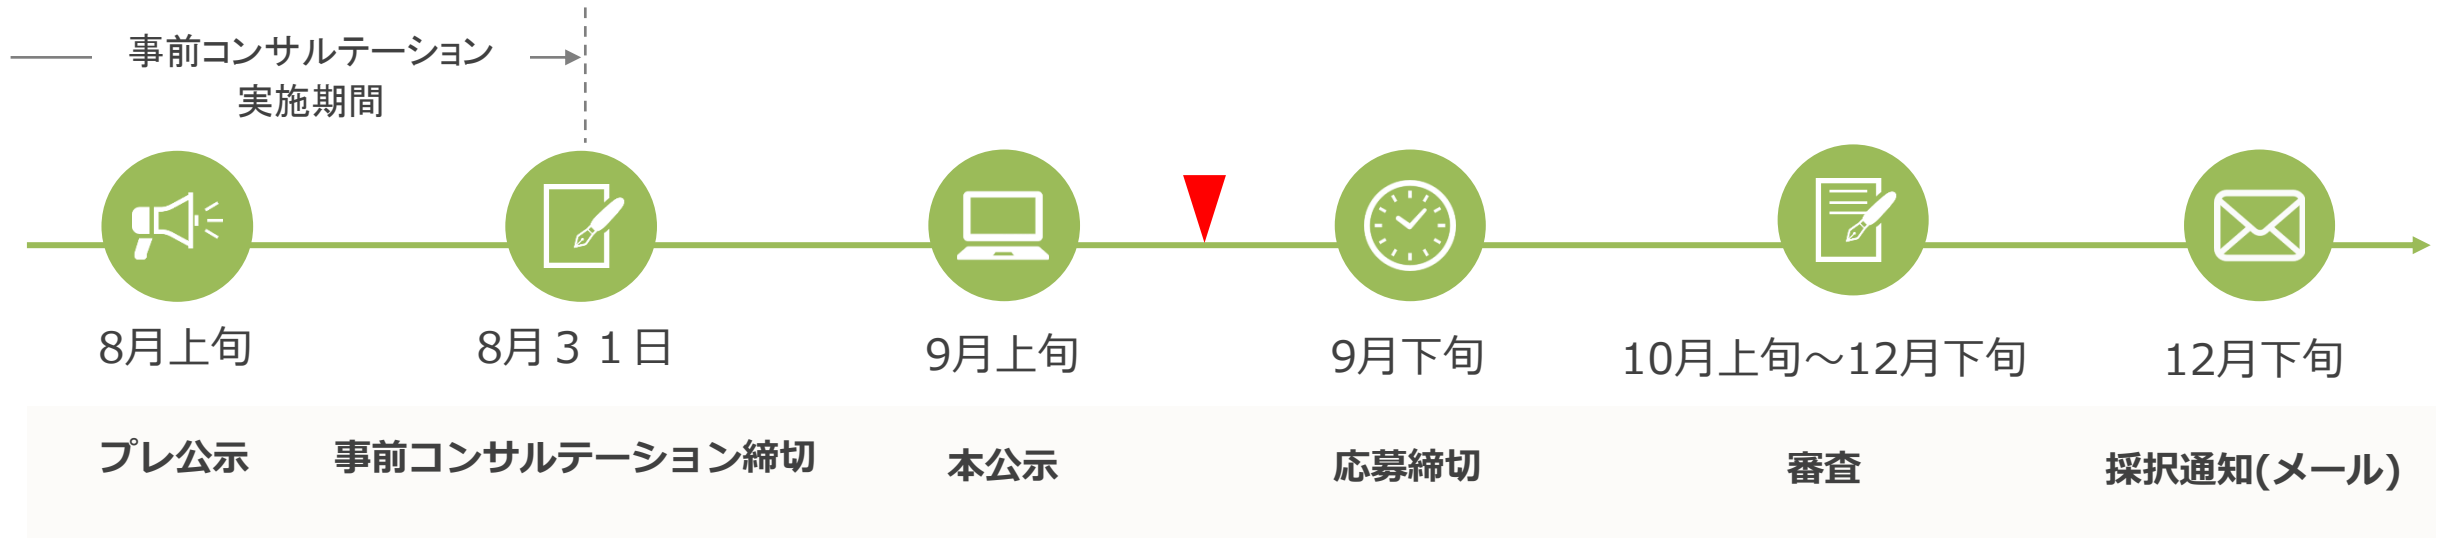 事前コンサルテーション
実施期間
8月上旬
8月３１日
9月上旬
9月下旬
10月上旬～12月下旬
12月下旬
プレ公示
事前コンサルテーション締切
本公示
応募締切
審査
採択通知(メール)